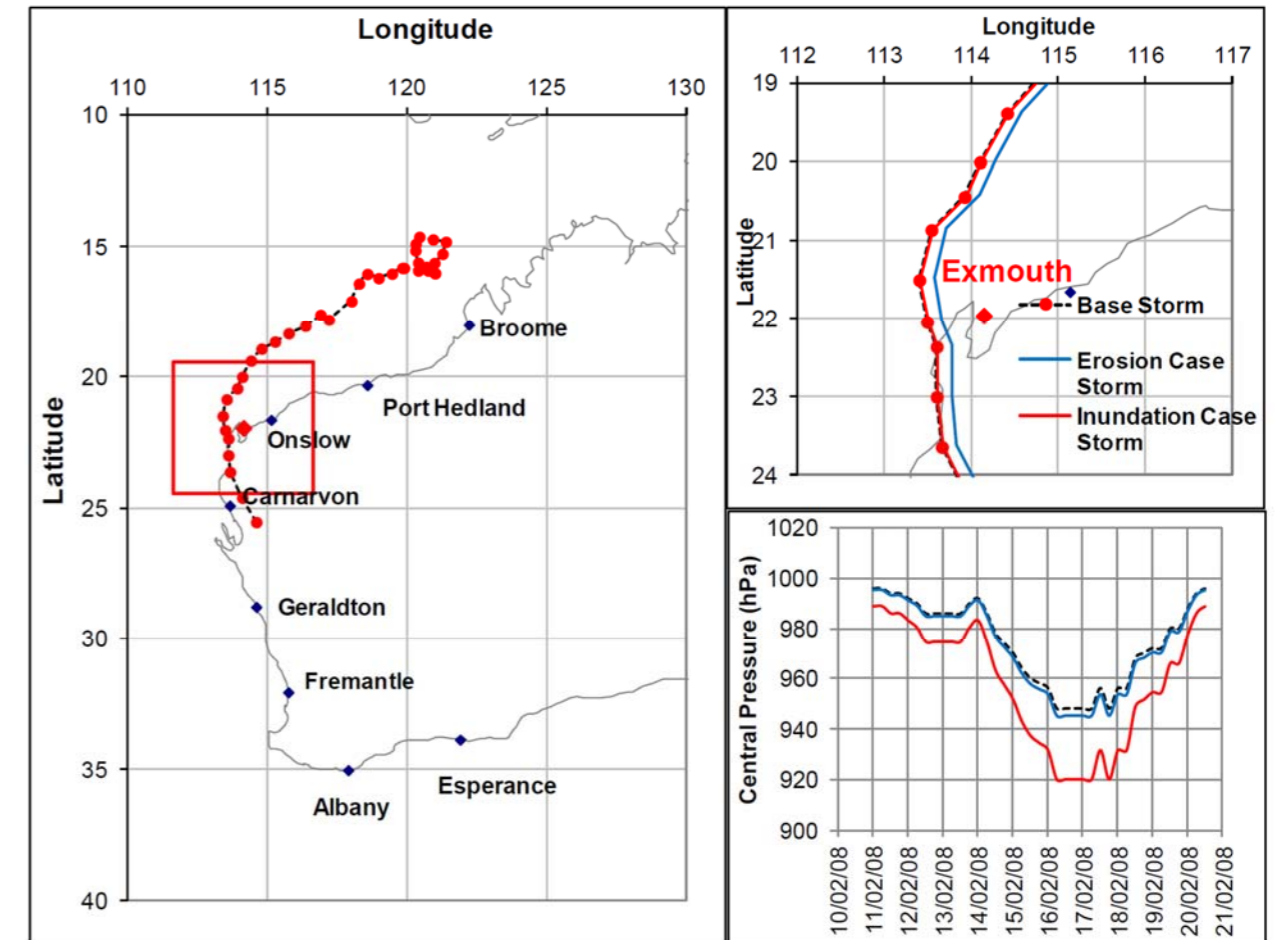 Longitude
110 115 120 125 130
10
15
20
25
30
35
40
Latitude
Broome
Port Hedland
Onslow
Carnarvon
Geraldton
Fremantle
Esperance
Albany
Longitude
112 113 114 115 116 117
19
20
21
22
23
24
Latitude
Exmouth
Base Storm
Erosion Case
Storm
Inundation Case
Storm
Central Pressure (hPa)
1020
1000
980
960
940
920
900
10/02/08
11/02/08
12/02/08
13/02/08
14/02/08
15/02/08
16/02/08
17/02/08
18/02/08
19/02/08
20/02/08
21/02/08